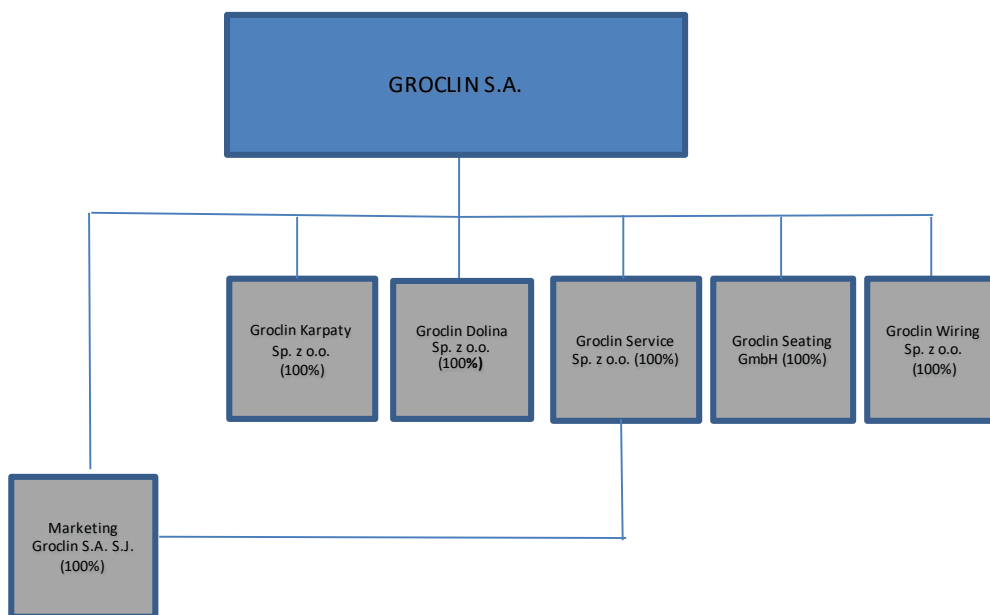 GROCLIN S.A.
Groclin Karpaty
Sp. z o.o.
(100%)
Groclin Dolina
Sp. z o.o.
(100%)
Groclin Service
Sp. z o.o. (100%)
Groclin Seating
GmbH (100%)
Groclin Wiring
Sp. z o.o.
(100%)
Marketing
Groclin S.A. S.J.
(100%)